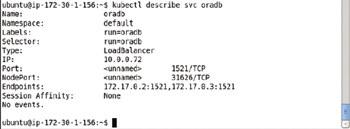 ubuntu@ip-172-30-1-156:~$ kubectl describe svc oradb
Name: oradb
Namespace: default
Labels: run=oradb
Selector: run=oradb
Type: LoadBalancer
IP: 10.0.0.72
Port: <unnamed> 1521/TCP
NodePort: <unnamed> 31626/TCP
Endpoints: 172.17.0.2:1521,172.17.0.3:1521
Session Affinity: None
No events.
ubuntu@ip-172-30-1-156:~$